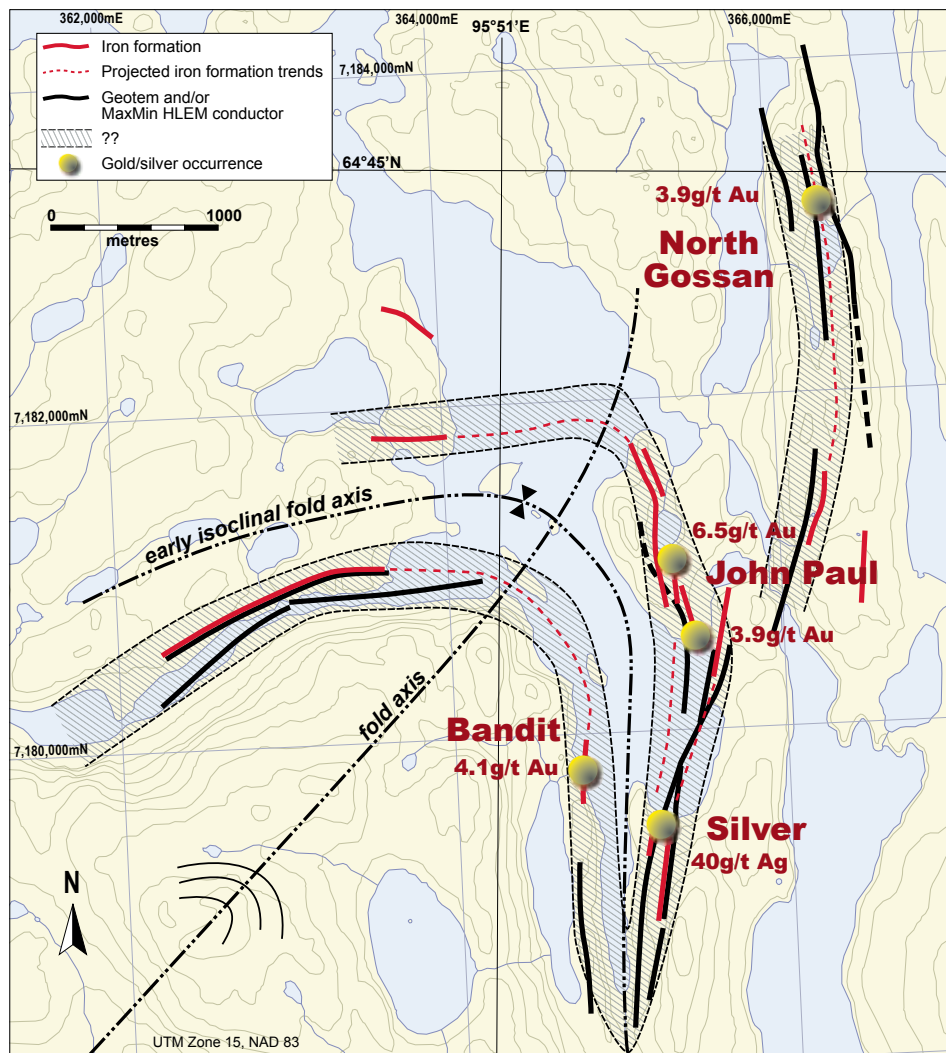 362,000mE
364,000mE
366,000mE
95°51’E
Iron formation
Projected iron formation trends
Geotem and/or
MaxMin HLEM conductor
??
Gold/silver occurrence
7,184,000mN
64°45’N
0
1000
metres
3.9g/t Au
North
Gossan
7,182,000mN
early isoclinal fold axis
6.5g/t Au
John Paul
3.9g/t Au
fold axis
Bandit
7,180,000mN
4.1g/t Au
Silver
40g/t Ag
N
UTM Zone 15, NAD 83